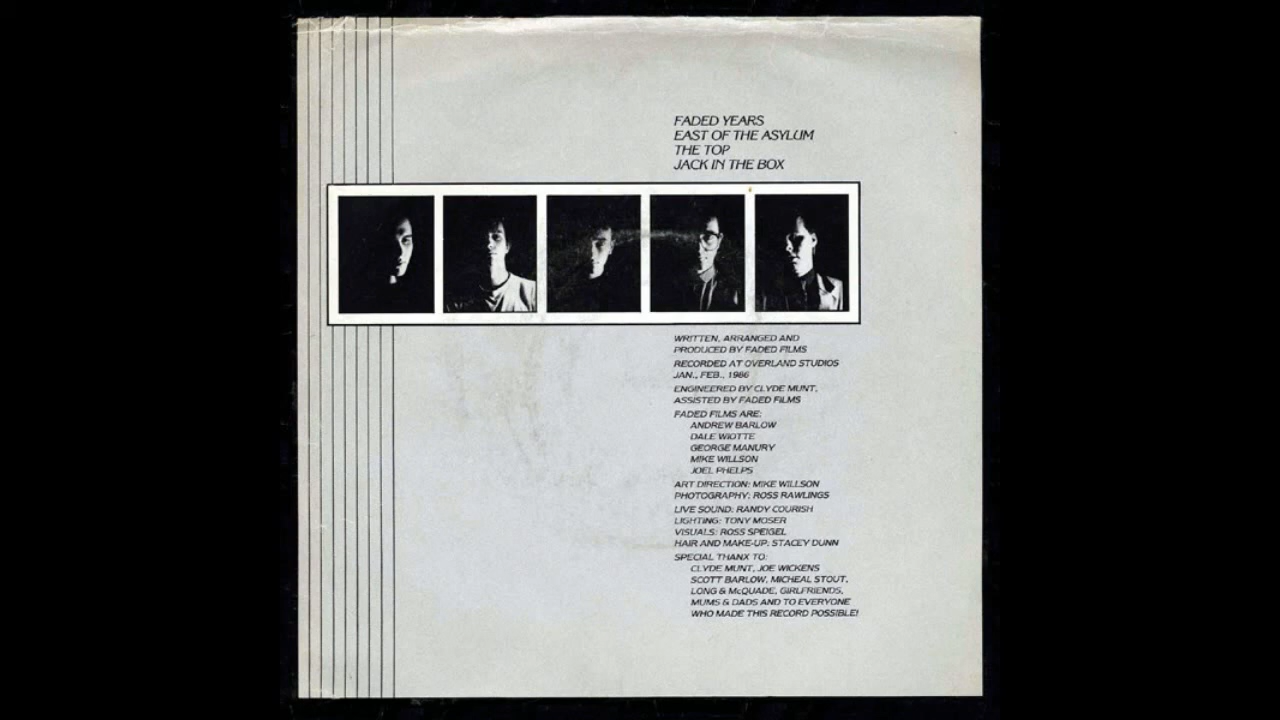 FADED YEARS
EAST OF THE ASYLUM
THE TOP
JACK IN THE BOX
WRITTEN, ARRANGED AND
PRODUCED BY FADED FILMS
RECORDED AT OVERLAND STUDIOS
JAN., FEB., 1986
ENGINEERED BY CLYDE MUNT,
ASSISTED BY FADED FILMS
FADED FILMS ARE:
ANDREW BARLOW
DALE WIOTTE
GEORGE MANURY
MIKE WILLSON
JOEL PHELPS
ART DIRECTION: MIKE WILLSON
PHOTOGRAPHY: ROSS RAWLINGS
LIVE SOUND: RANDY COURISH
LIGHTING: TONY MOSER
VISUALS: ROSS SPEIGEL
HAIR AND MAKE-UP: STACEY DUNN
SPECIAL THANX TO:
CLYDE MUNT, JOE WICKENS
SCOTT BARLOW, MICHEAL STOUT,
LONG & McQUADE, GIRLFRIENDS,
MUMS & DADS AND TO EVERYONE
WHO MADE THIS RECORD POSSIBLE!